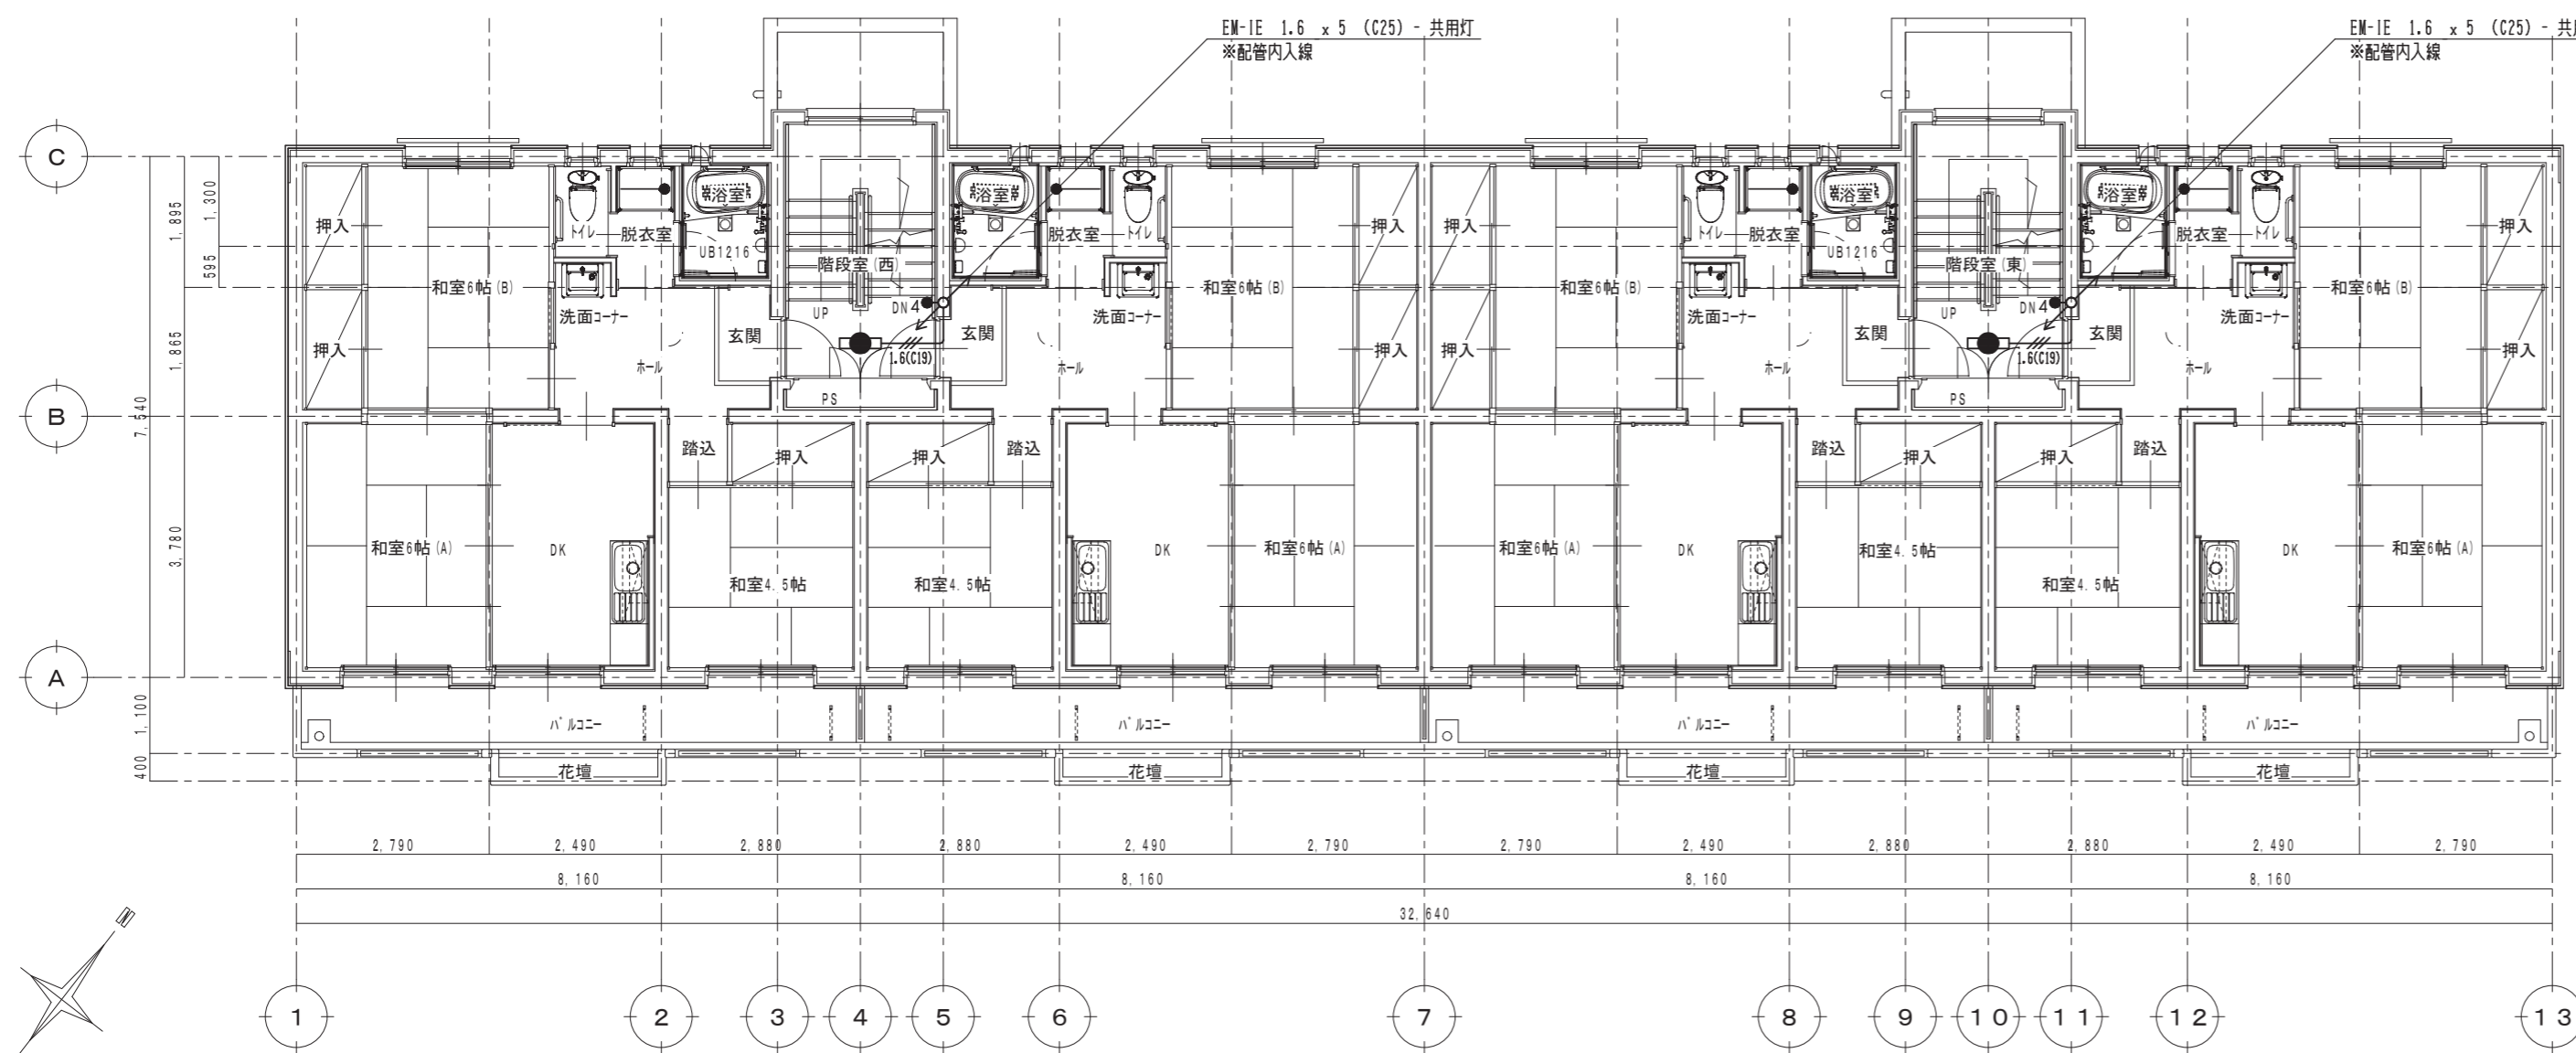 EM-IE 1.6 x 5 (C25) - 共用灯
※配管内入線
EM-IE 1.6 x 5 (C25) - 共
※配管内入線
C
B
A
1,895
1,300
595
1,865
7,540
3,780
1,100
400
押入
押入
和室6帖(B)
トイレ
脱衣室
浴室
UB1216
洗面コーナー
ホール
玄関
階段室(西)
UP
DN
4
1.6(C19)
PS
玄関
浴室
脱衣室
トイレ
洗面コーナー
ホール
和室6帖(B)
押入
押入
押入
押入
和室6帖(B)
トイレ
脱衣室
浴室
UB1216
洗面コーナー
ホール
玄関
階段室(東)
UP
DN
4
1.6(C19)
PS
玄関
浴室
脱衣室
トイレ
洗面コーナー
ホール
和室6帖(B)
押入
押入
和室6帖(A)
DK
踏込
押入
和室4.5帖
押入
踏込
和室4.5帖
DK
和室6帖(A)
和室6帖(A)
DK
踏込
押入
和室4.5帖
押入
踏込
和室4.5帖
DK
和室6帖(A)
バルコニー
バルコニー
バルコニー
バルコニー
花壇
花壇
花壇
花壇
2,790 2,490 2,880 2,880 2,490 2,790 2,790 2,490 2,880 2,880 2,490 2,790
8,160 8,160 8,160 8,160
32,640
N
1 2 3 4 5 6 7 8 9 10 11 12 13